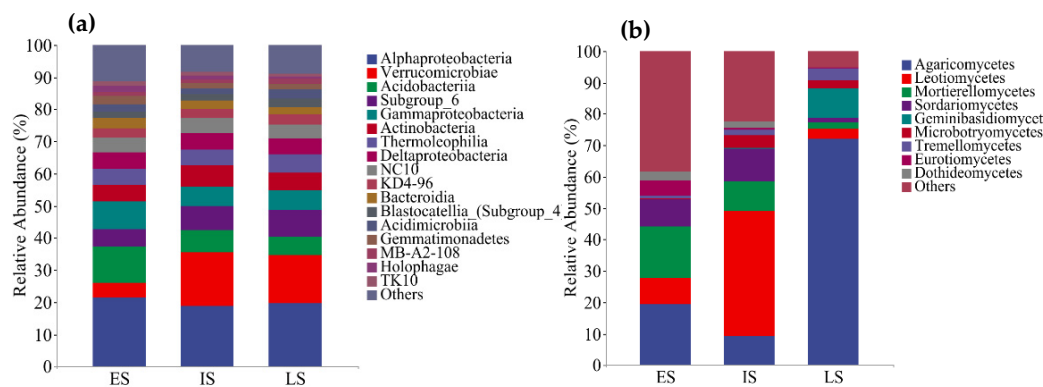 (a)
Relative Abundance (%)
100
90
80
70
60
50
40
30
20
10
0
ES IS LS
Alphaproteobacteria
Verrucomicrobiae
Acidobacteriia
Subgroup_6
Gammaproteobacteria
Actinobacteria
Thermoleophilia
Deltaproteobacteria
NC10
KD4-96
Bacteroidia
Blastocatellia_(Subgroup_4)
Acidimicrobiia
Gemmatimonadetes
MB-A2-108
Holophagae
TK10
Others
(b)
Relative Abundance (%)
100
90
80
70
60
50
40
30
20
10
0
ES IS LS
Agaricomycetes
Leotiomycetes
Mortierellomycetes
Sordariomycetes
Geminibasidiomycet
Microbotryomycetes
Tremellomycetes
Eurotiomycetes
Dothideomycetes
Others